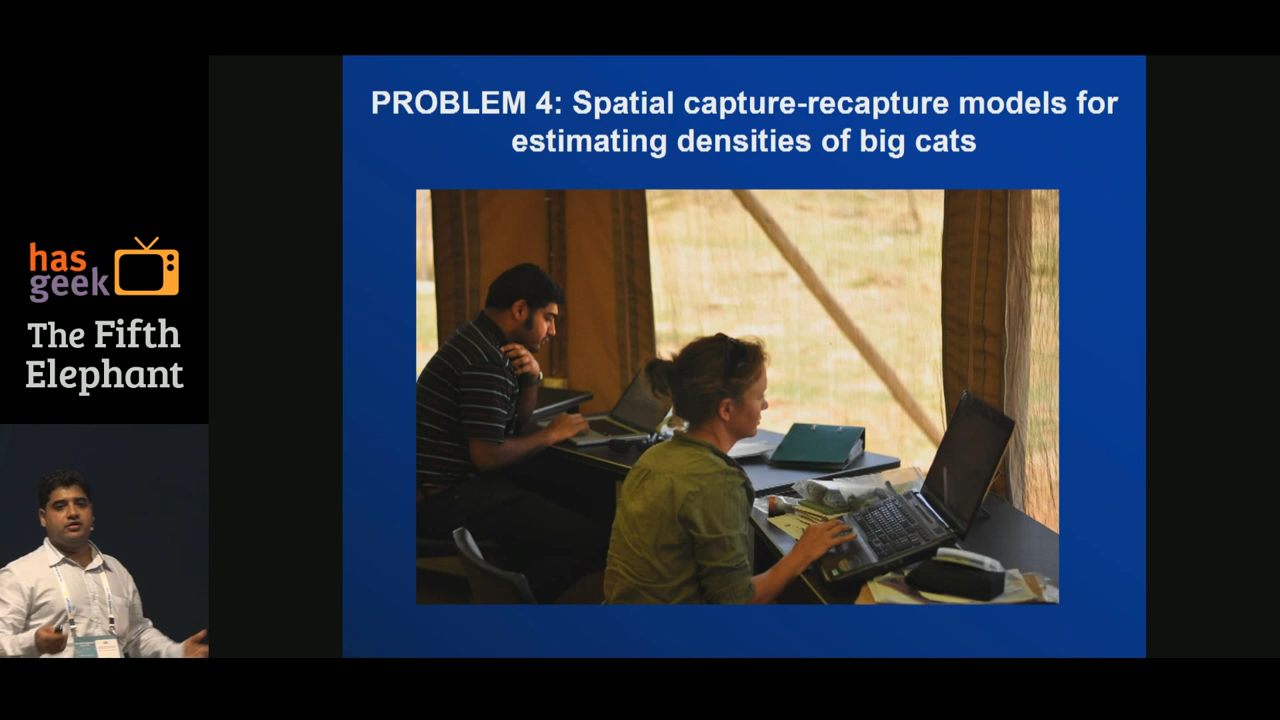 PROBLEM 4: Spatial capture-recapture models for
estimating densities of big cats
has
geek
The Fifth
Elephant